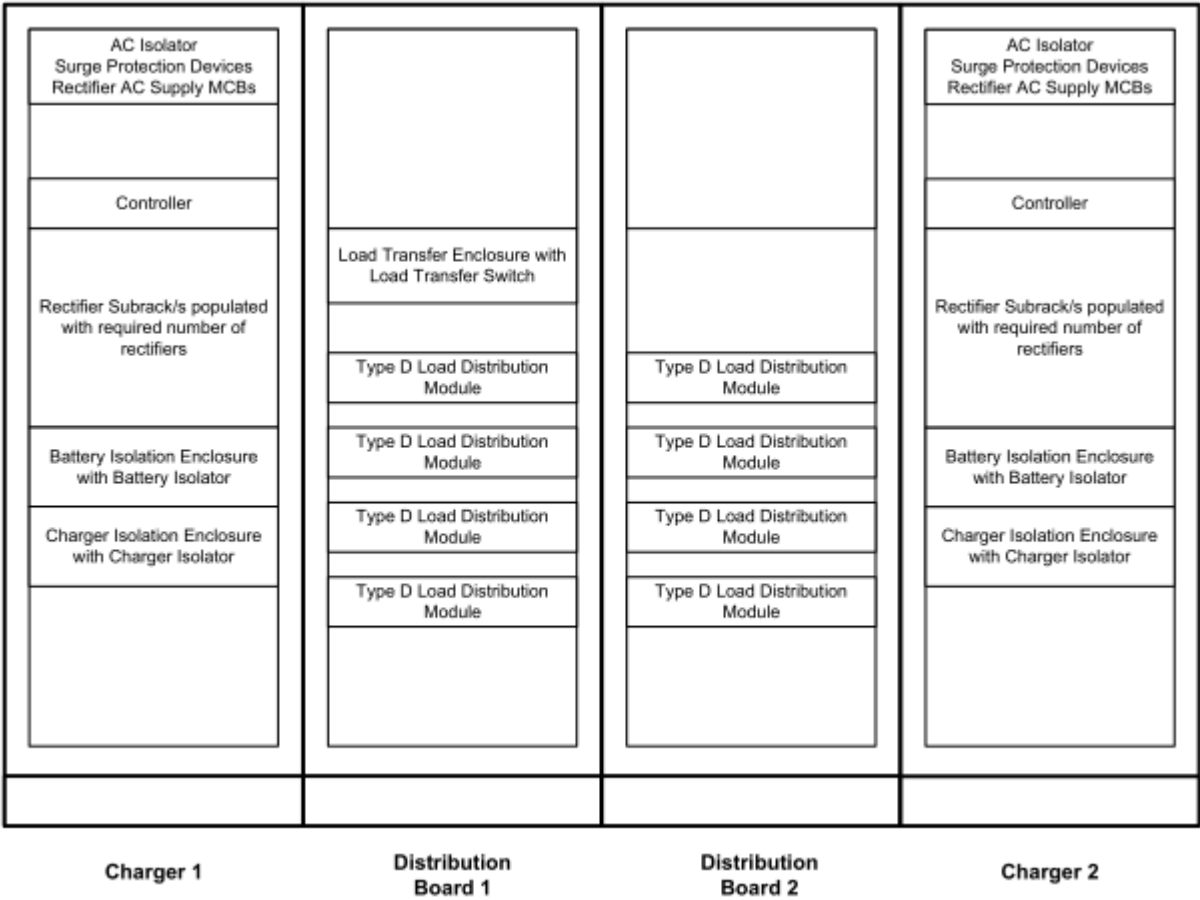 AC Isolator
Surge Protection Devices
Rectifier AC Supply MCBs
Controller
Rectifier Subrack/s populated
with required number of
rectifiers
Battery Isolation Enclosure
with Battery Isolator
Charger Isolation Enclosure
with Charger Isolator
Load Transfer Enclosure with
Load Transfer Switch
Type D Load Distribution
Module
Type D Load Distribution
Module
Type D Load Distribution
Module
Type D Load Distribution
Module
Type D Load Distribution
Module
Type D Load Distribution
Module
Type D Load Distribution
Module
Type D Load Distribution
Module
AC Isolator
Surge Protection Devices
Rectifier AC Supply MCBs
Controller
Rectifier Subrack/s populated
with required number of
rectifiers
Battery Isolation Enclosure
with Battery Isolator
Charger Isolation Enclosure
with Charger Isolator
Charger 1
Distribution
Board 1
Distribution
Board 2
Charger 2